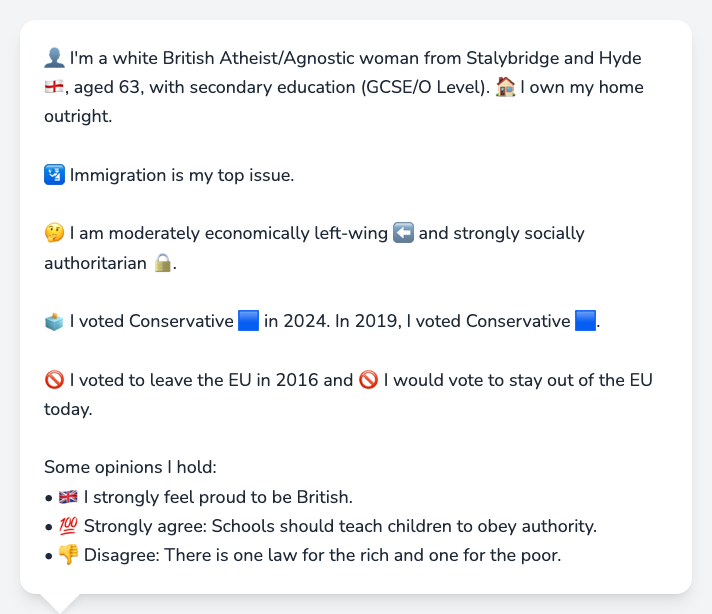 👤 I'm a white British Atheist/Agnostic woman from Stalybridge and Hyde
🏴󠁧󠁢󠁥󠁮󠁧󠁿, aged 63, with secondary education (GCSE/O Level). 🏠 I own my home
outright.
🛂 Immigration is my top issue.
🤔 I am moderately economically left-wing ⬅️ and strongly socially
authoritarian 🔒.
🗳️ I voted Conservative 🟦 in 2024. In 2019, I voted Conservative 🟦.
🚫 I voted to leave the EU in 2016 and 🚫 I would vote to stay out of the EU
today.
Some opinions I hold:
• 🇬🇧 I strongly feel proud to be British.
• 💯 Strongly agree: Schools should teach children to obey authority.
• 👎 Disagree: There is one law for the rich and one for the poor.